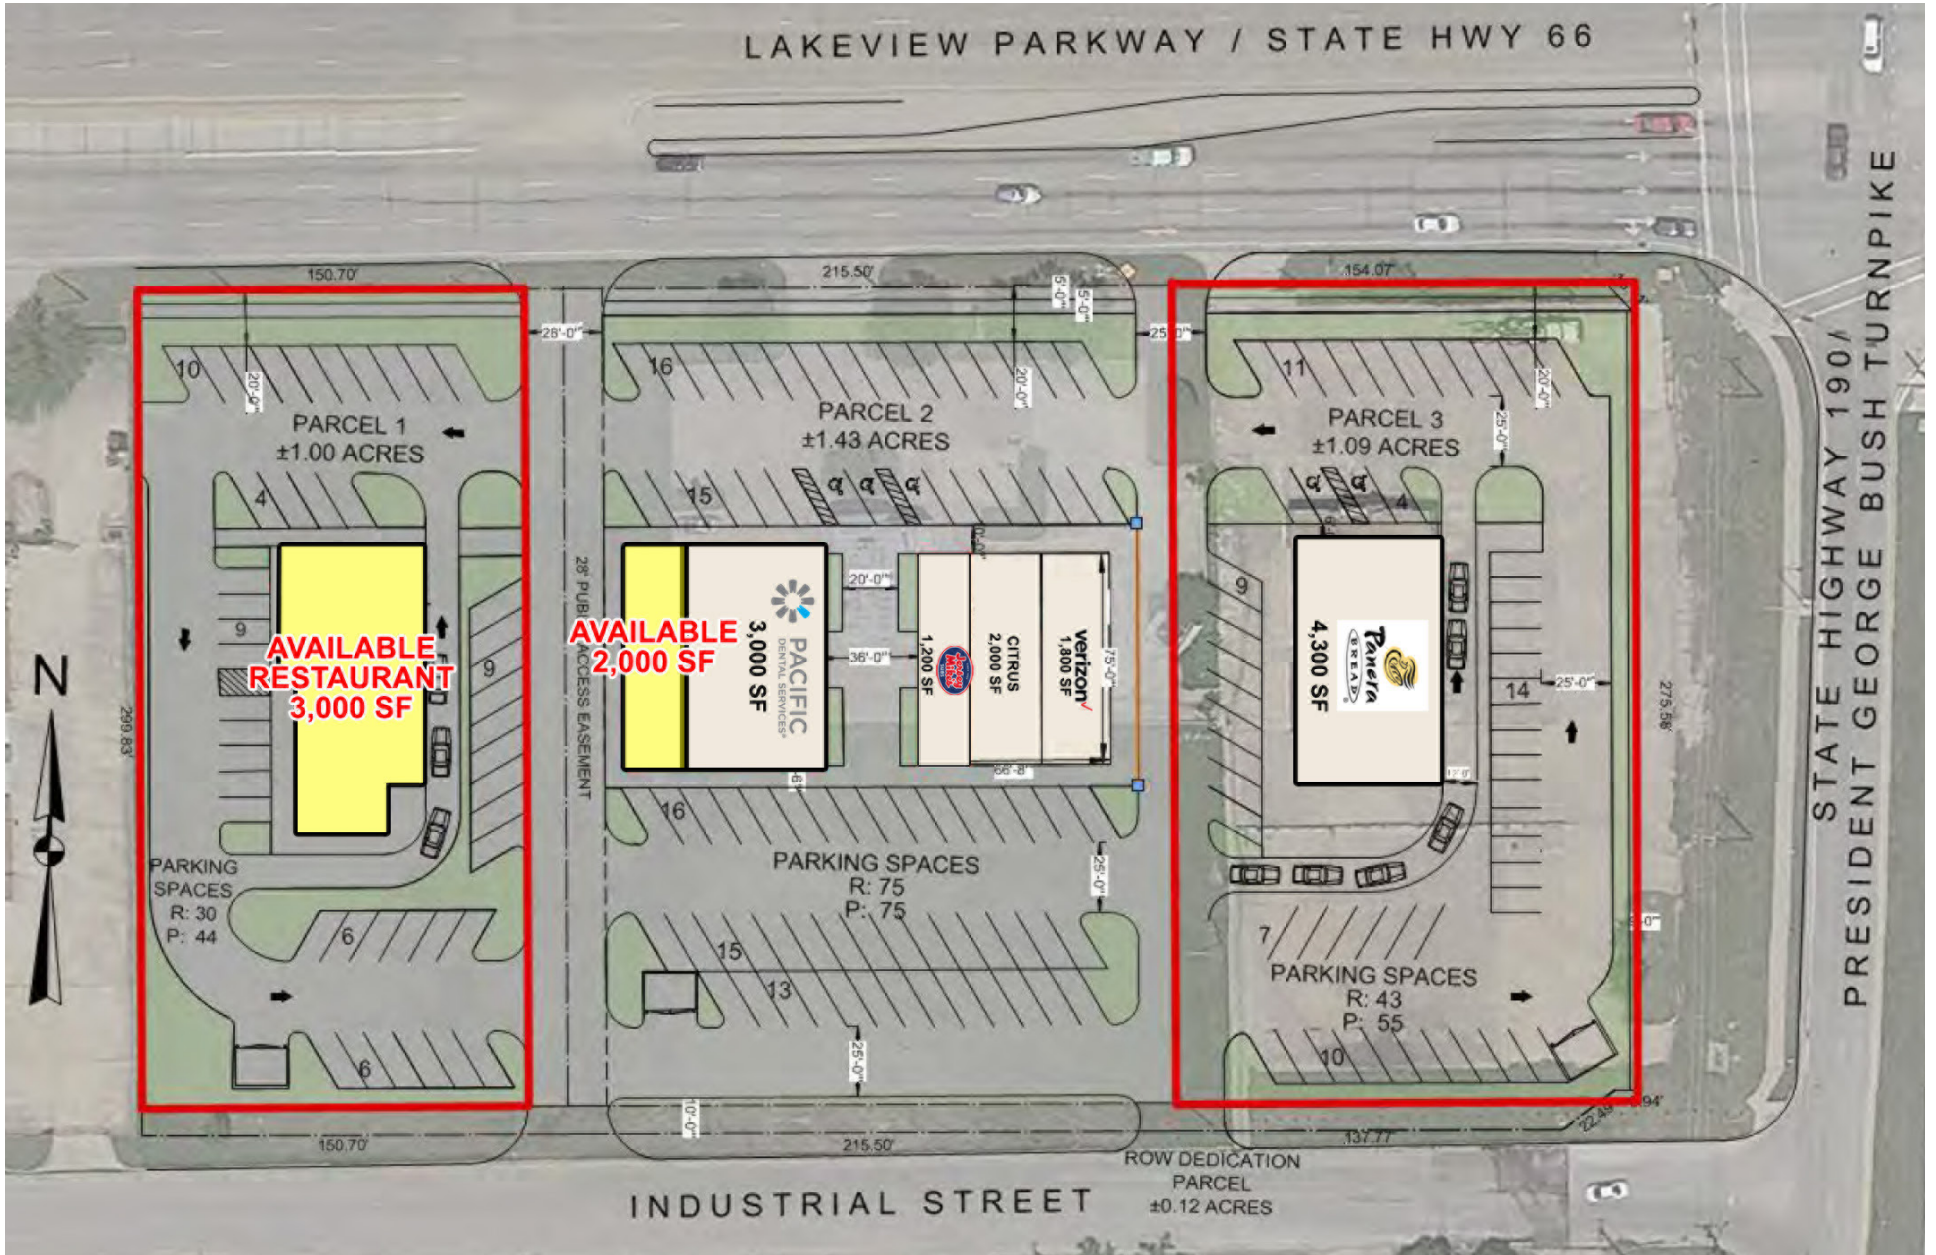 LAKEVIEW PARKWAY / STATE HWY 66
STATE HIGHWAY 190/
PRESIDENT GEORGE BUSH TURNPIKE
150.70'
215.50'
154.07'
28'-0"
5'-0"
5'-0"
10
20'-0"
16
20'-0"
11
20'-0"
25'-0"
PARCEL 1
±1.00 ACRES
PARCEL 2
±1.43 ACRES
PARCEL 3
±1.09 ACRES
4
15
4
N
299.83'
9
AVAILABLE
RESTAURANT
3,000 SF
9
28' PUBLIC ACCESS EASEMENT
AVAILABLE
2,000 SF
PACIFIC
DENTAL SERVICES®
3,000 SF
20'-0"
36'-0"
Jersey
Mike's
1,200 SF
CITRUS
2,000 SF
verizon
1,800 SF
75'-0"
66'-8"
9
Panera
BREAD®
4,300 SF
14
25'-0"
275.58'
PARKING
SPACES
R: 30
P: 44
6
6
16
PARKING SPACES
R: 75
P: 75
25'-0"
15
13
25'-0"
7
PARKING SPACES
R: 43
P: 55
10
10'-0"
150.70'
215.50'
137.77'
22.49'
ROW DEDICATION
PARCEL
±0.12 ACRES
INDUSTRIAL STREET